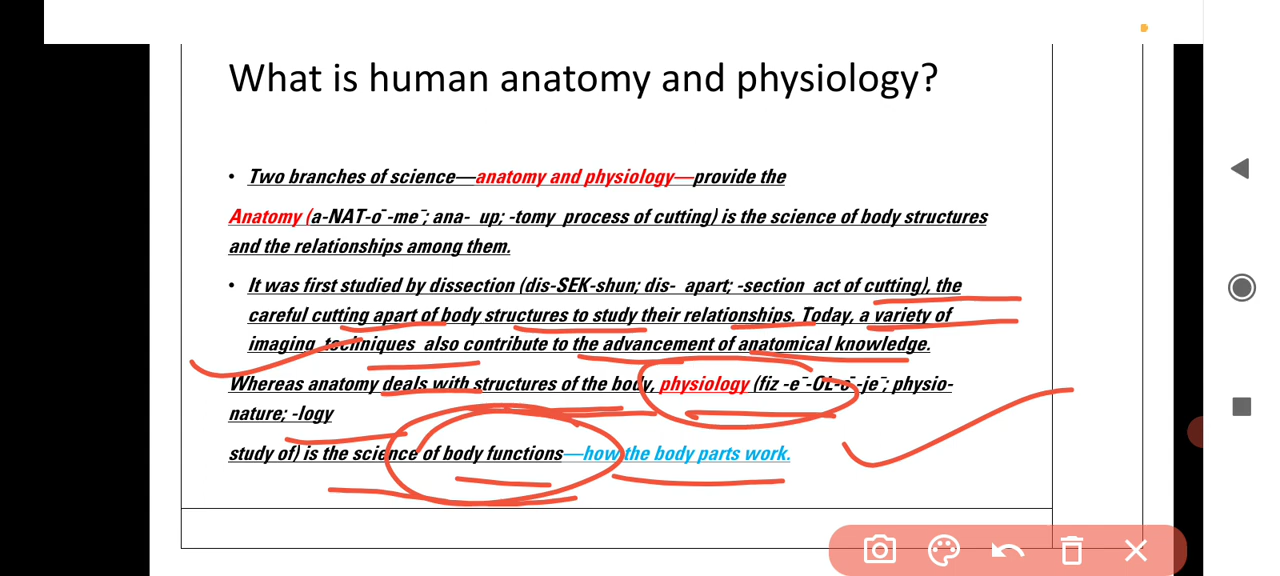 What is human anatomy and physiology?
• Two branches of science—anatomy and physiology—provide the
Anatomy (a-NAT-ō-mē; ana- up; -tomy process of cutting) is the science of body structures
and the relationships among them.
• It was first studied by dissection (dis-SEK-shun; dis- apart; -section act of cutting), the
careful cutting apart of body structures to study their relationships. Today, a variety of
imaging techniques also contribute to the advancement of anatomical knowledge.
Whereas anatomy deals with structures of the body, physiology (fiz -ē-OL-ō-jē; physio-
nature; -logy
study of) is the science of body functions—how the body parts work.